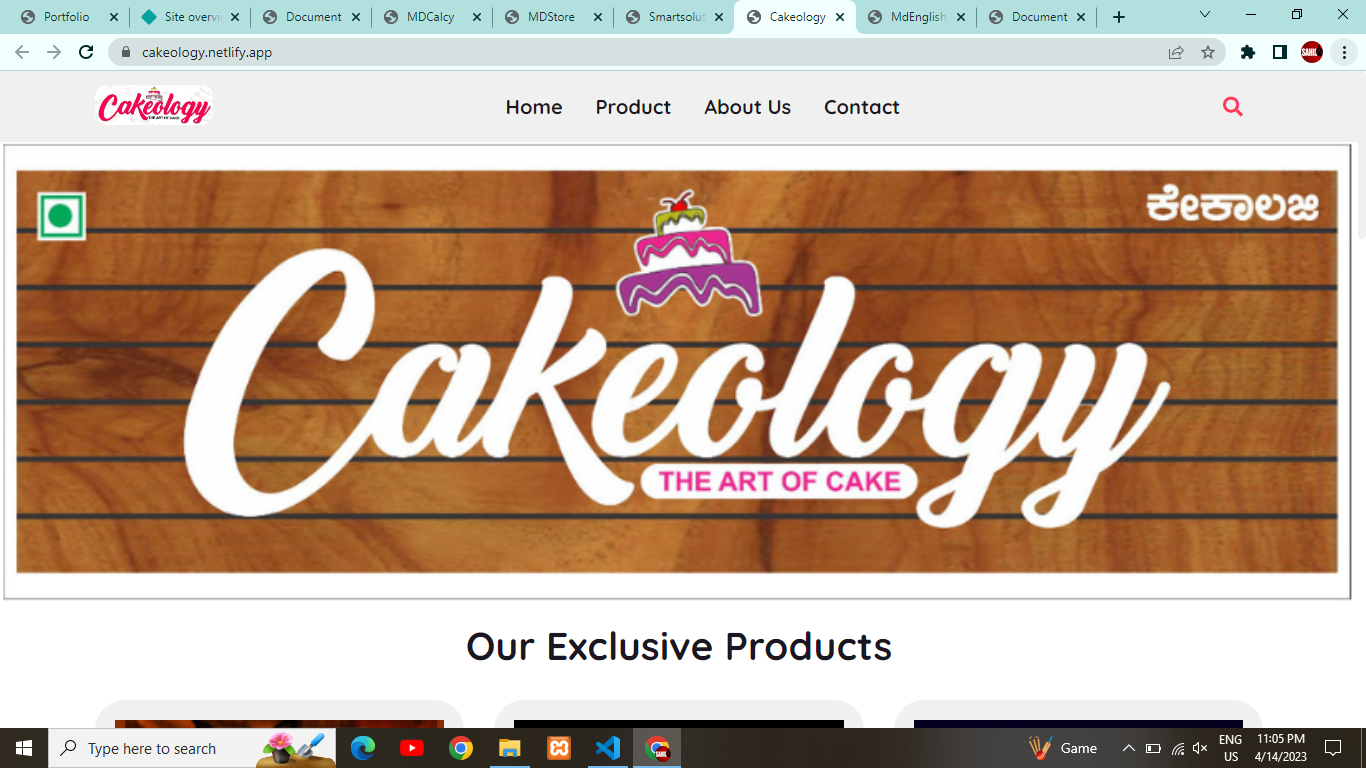 Portfolio
Site overvi
Document
MDCalcy
MDStore
Smartsolut
Cakeology
MdEnglish
Document
cakeology.netlify.app
SAHIL
Cakeology
THE ART OF CAKE
Home
Product
About Us
Contact
ಕೇಕಾಲಜಿ
Cakeology
THE ART OF CAKE
Our Exclusive Products
Type here to search
Game
ENG
US
11:05 PM
4/14/2023